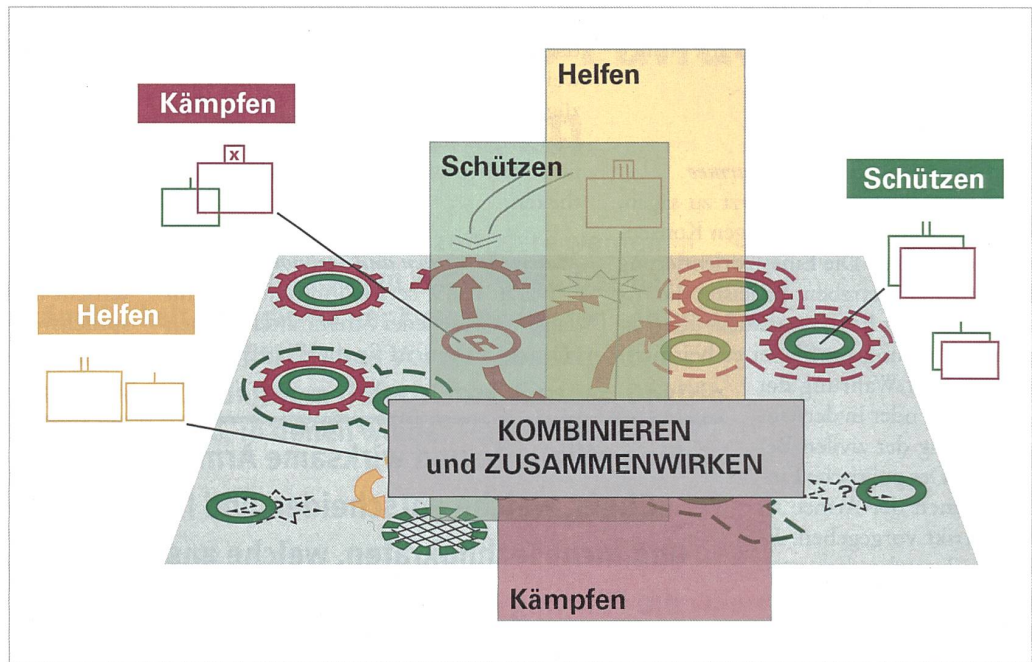 Helfen
Kämpfen
x
Schützen
Schützen
Helfen
R
KOMBINIEREN
und ZUSAMMENWIRKEN
?
?
Kämpfen